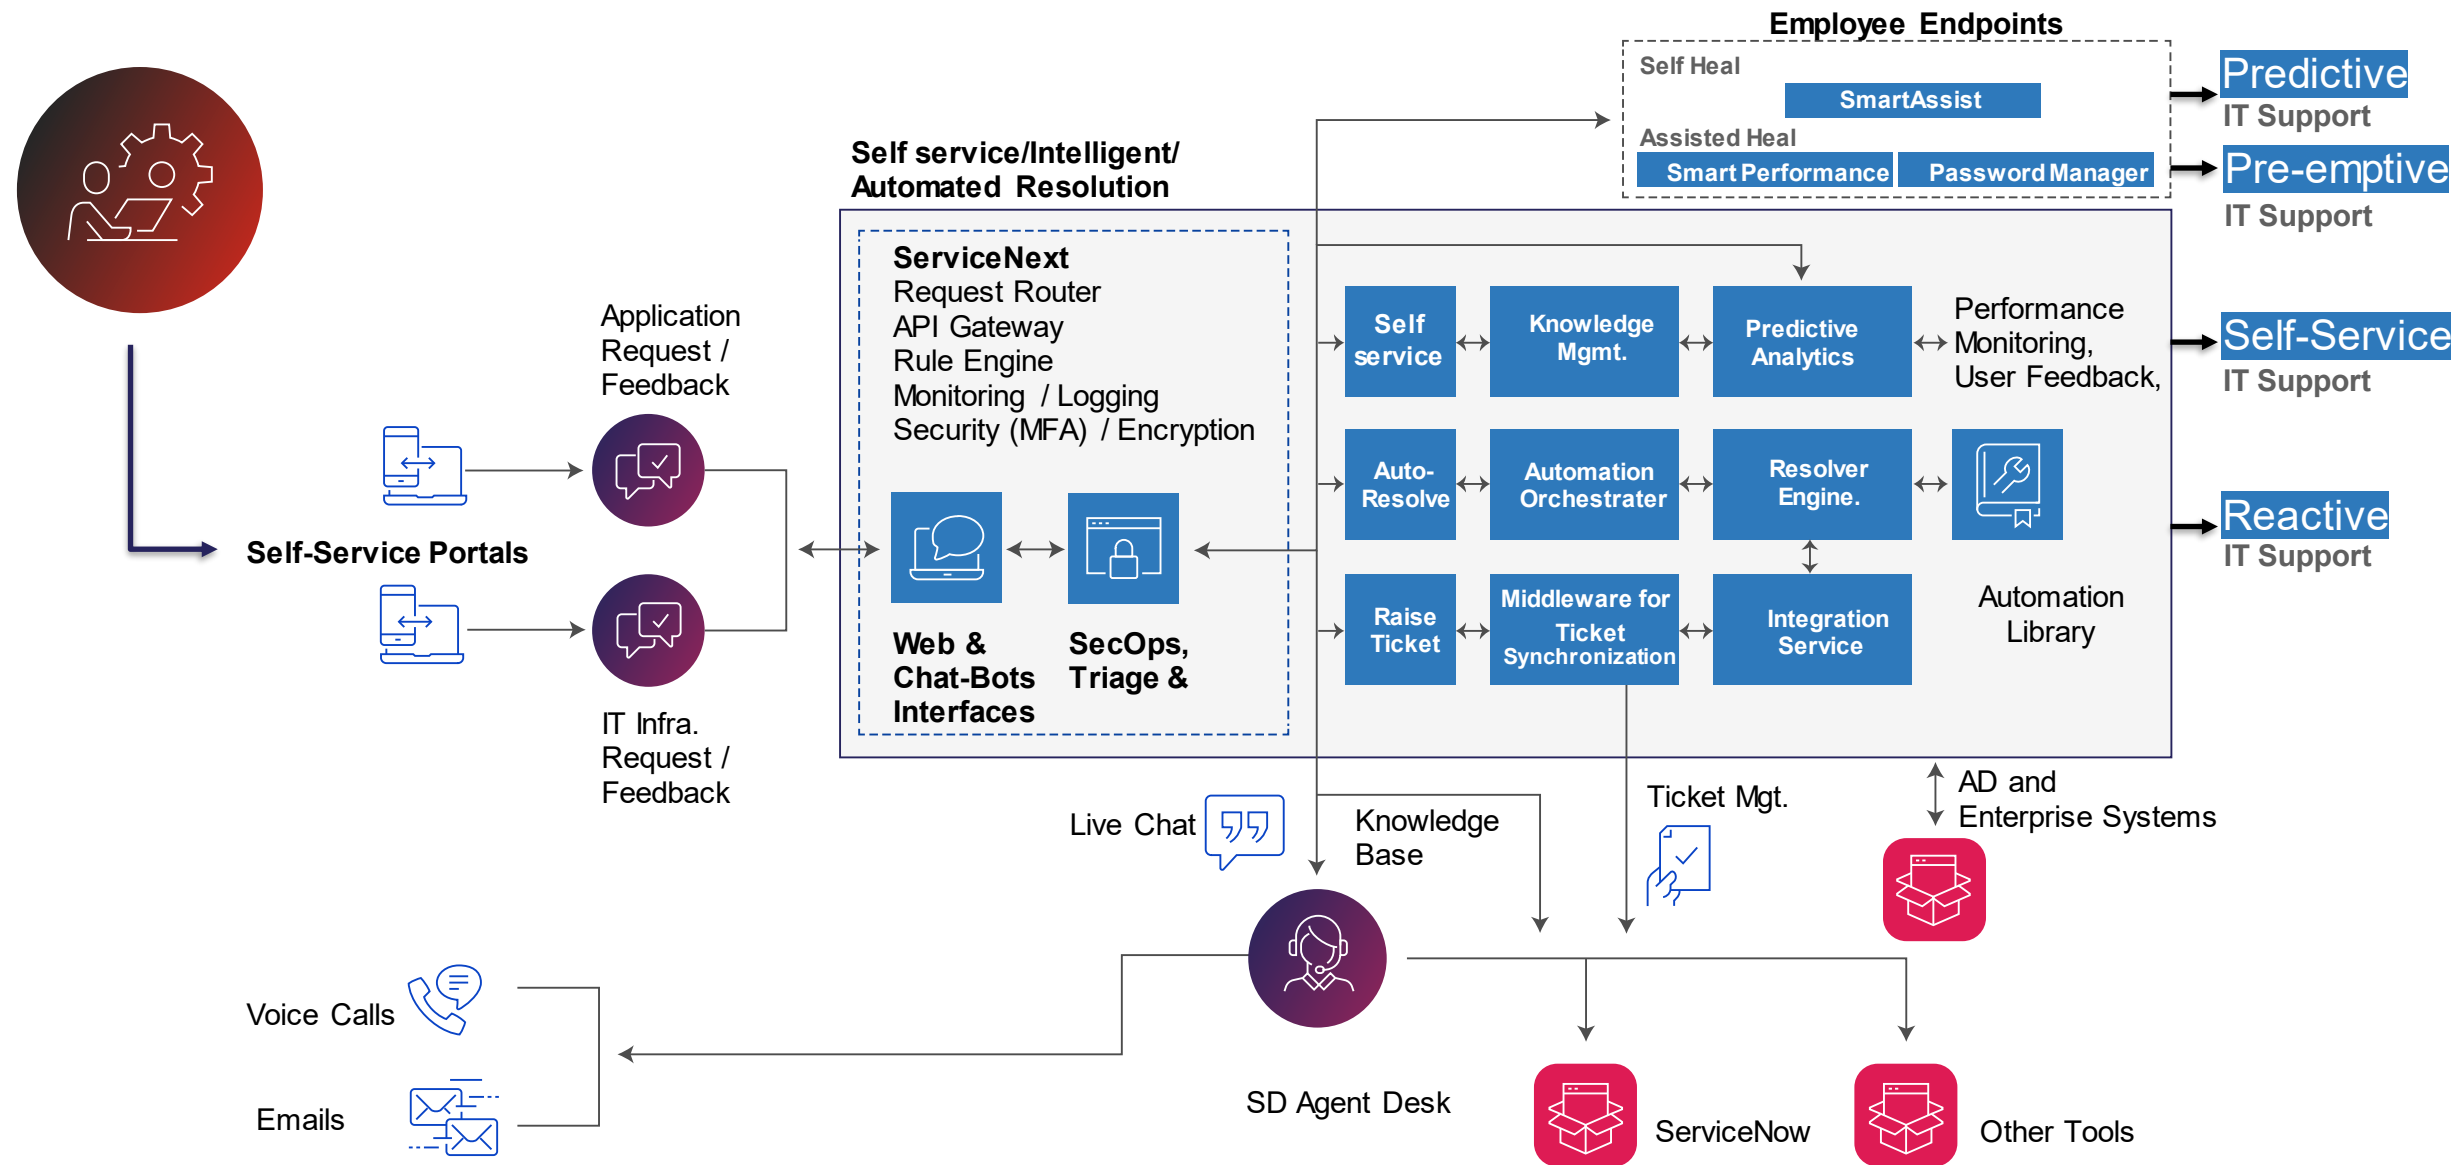 Employee Endpoints
Self Heal
SmartAssist
Assisted Heal
Smart Performance
Password Manager
Predictive
IT Support
Pre-emptive
IT Support
Self-Service
IT Support
Reactive
IT Support
Self service/Intelligent/
Automated Resolution
ServiceNext
Request Router
API Gateway
Rule Engine
Monitoring / Logging
Security (MFA) / Encryption
Web &
Chat-Bots
Interfaces
SecOps,
Triage &
Application
Request /
Feedback
Self-Service Portals
IT Infra.
Request /
Feedback
Self
service
Knowledge
Mgmt.
Predictive
Analytics
Performance
Monitoring,
User Feedback,
Auto-
Resolve
Automation
Orchestrater
Resolver
Engine.
Automation
Library
Raise
Ticket
Middleware for
Ticket
Synchronization
Integration
Service
Live Chat
Knowledge
Base
Ticket Mgt.
AD and
Enterprise Systems
Voice Calls
Emails
SD Agent Desk
ServiceNow
Other Tools